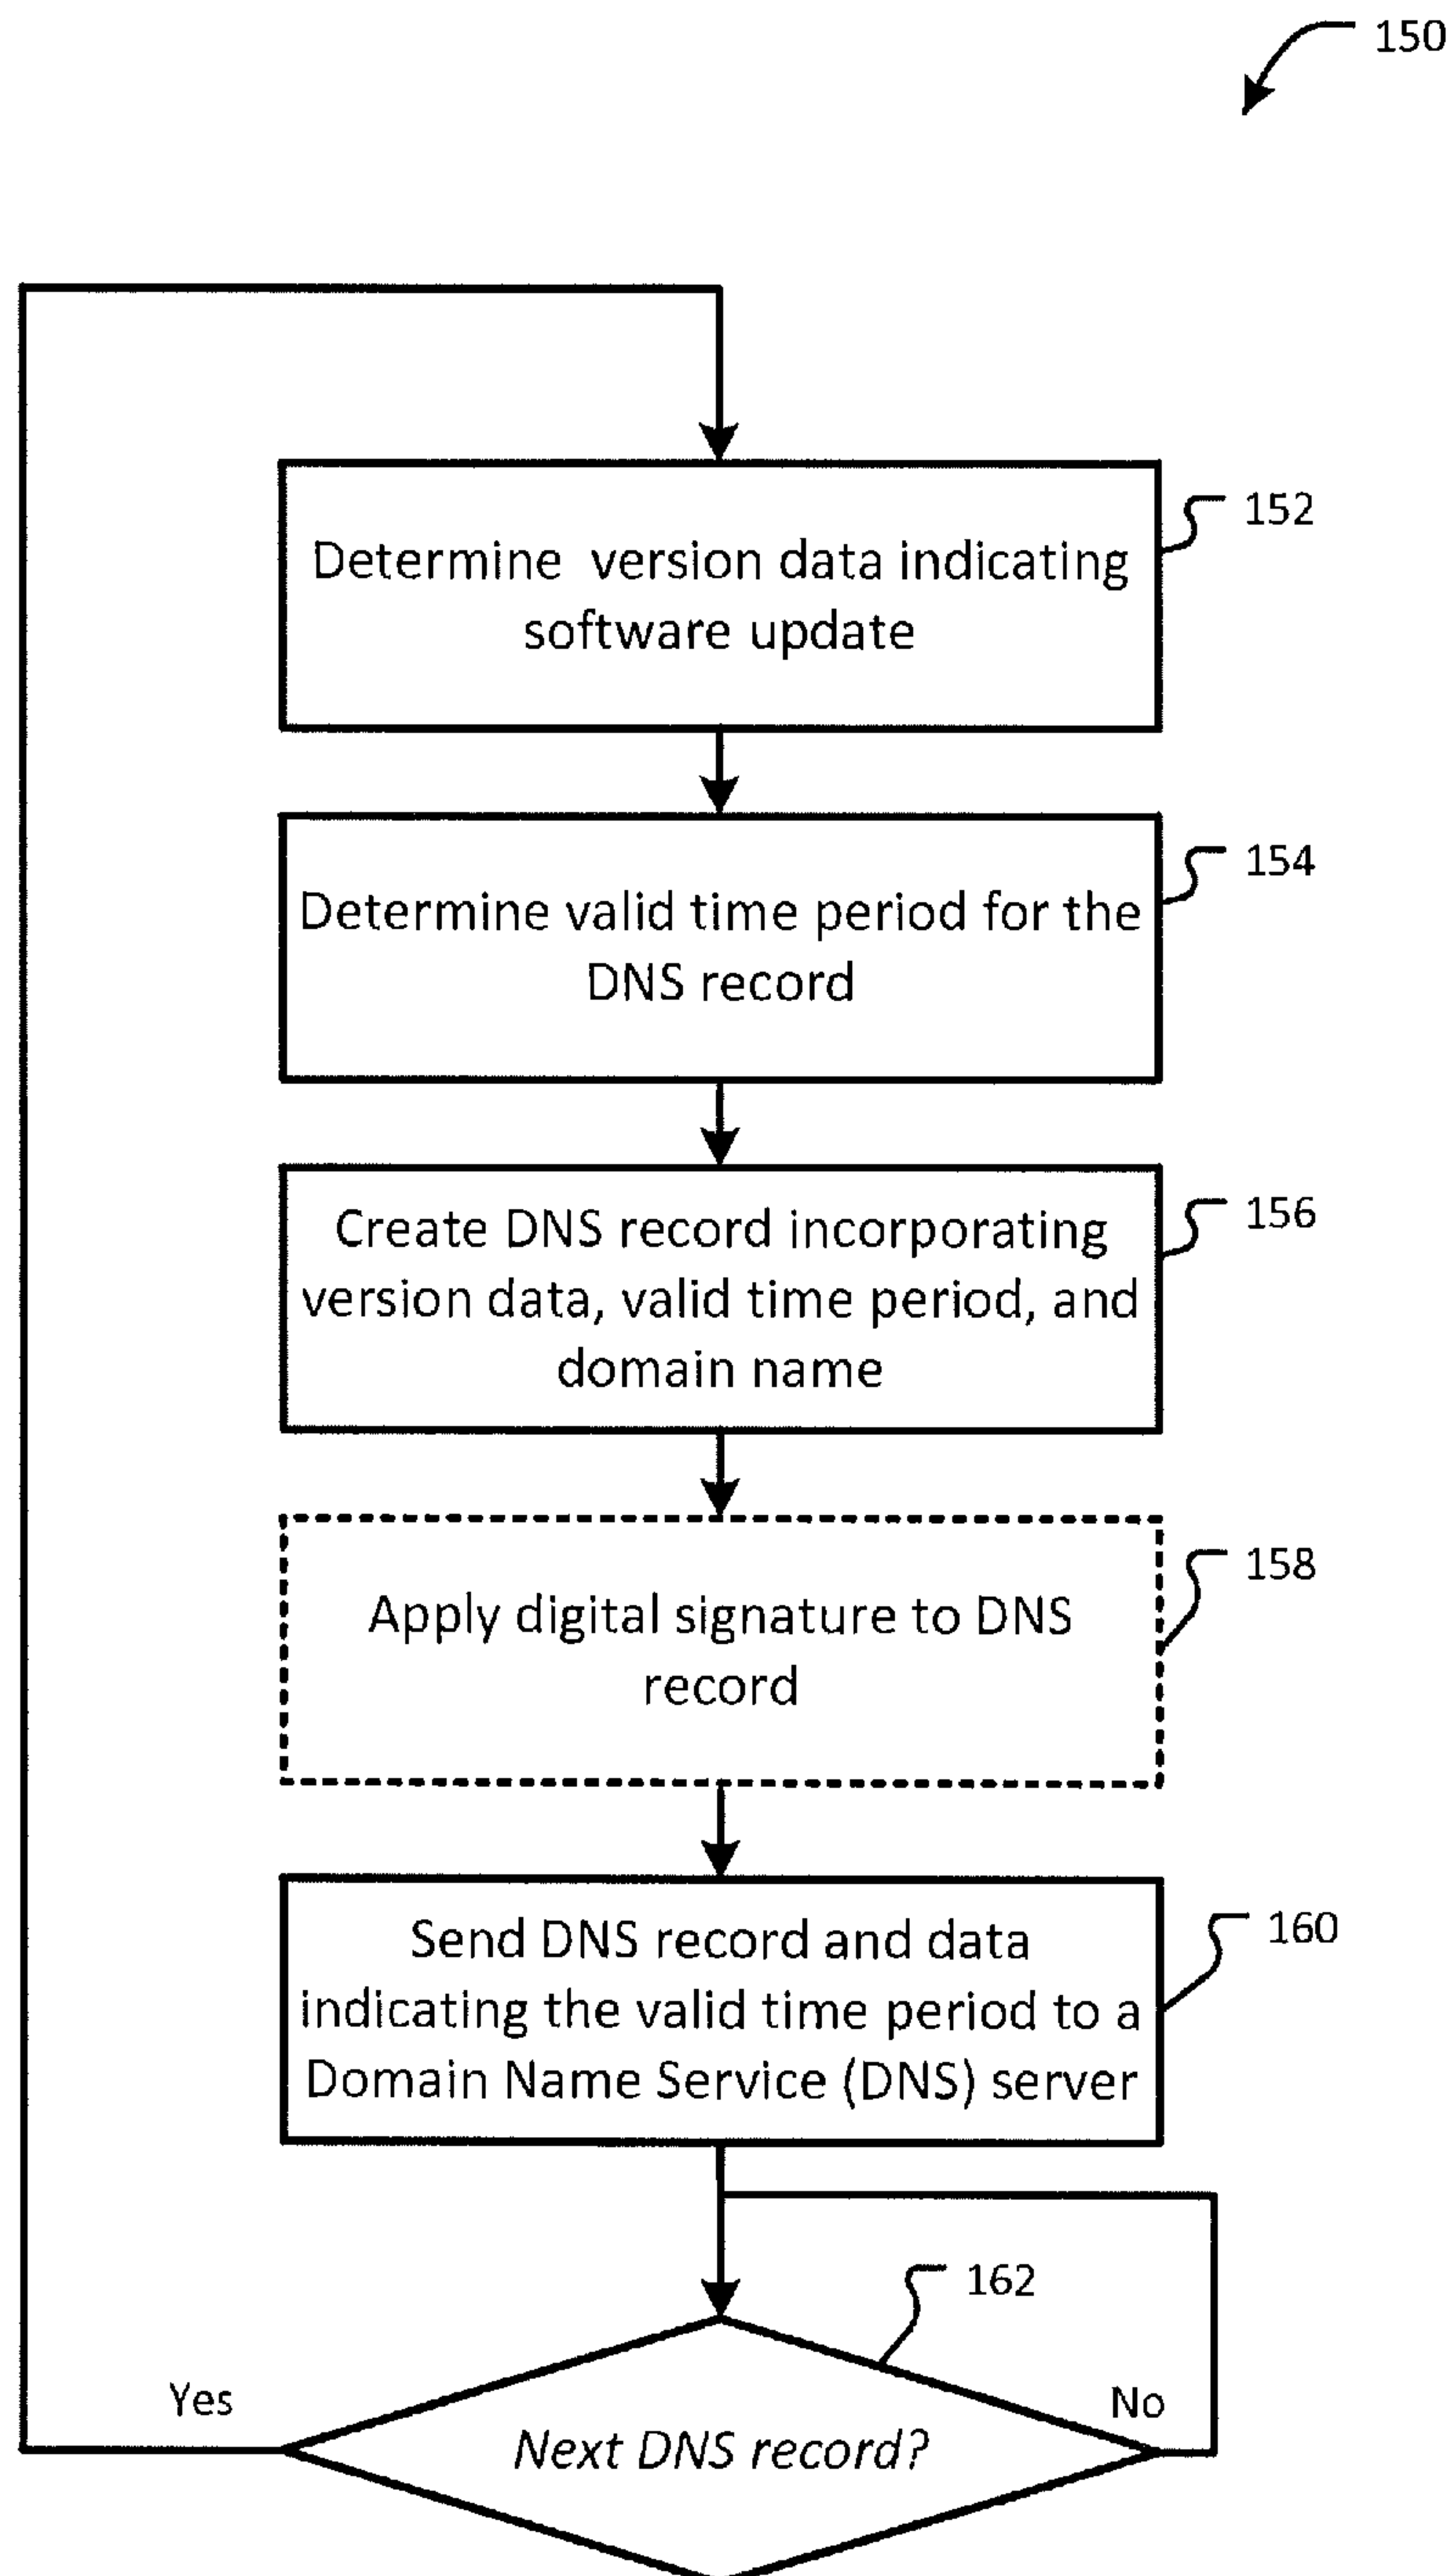 150
Determine version data indicating
software update
152
Determine valid time period for the
DNS record
154
Create DNS record incorporating
version data, valid time period, and
domain name
156
Apply digital signature to DNS
record
158
Send DNS record and data
indicating the valid time period to a
Domain Name Service (DNS) server
160
162
Yes
No
Next DNS record?